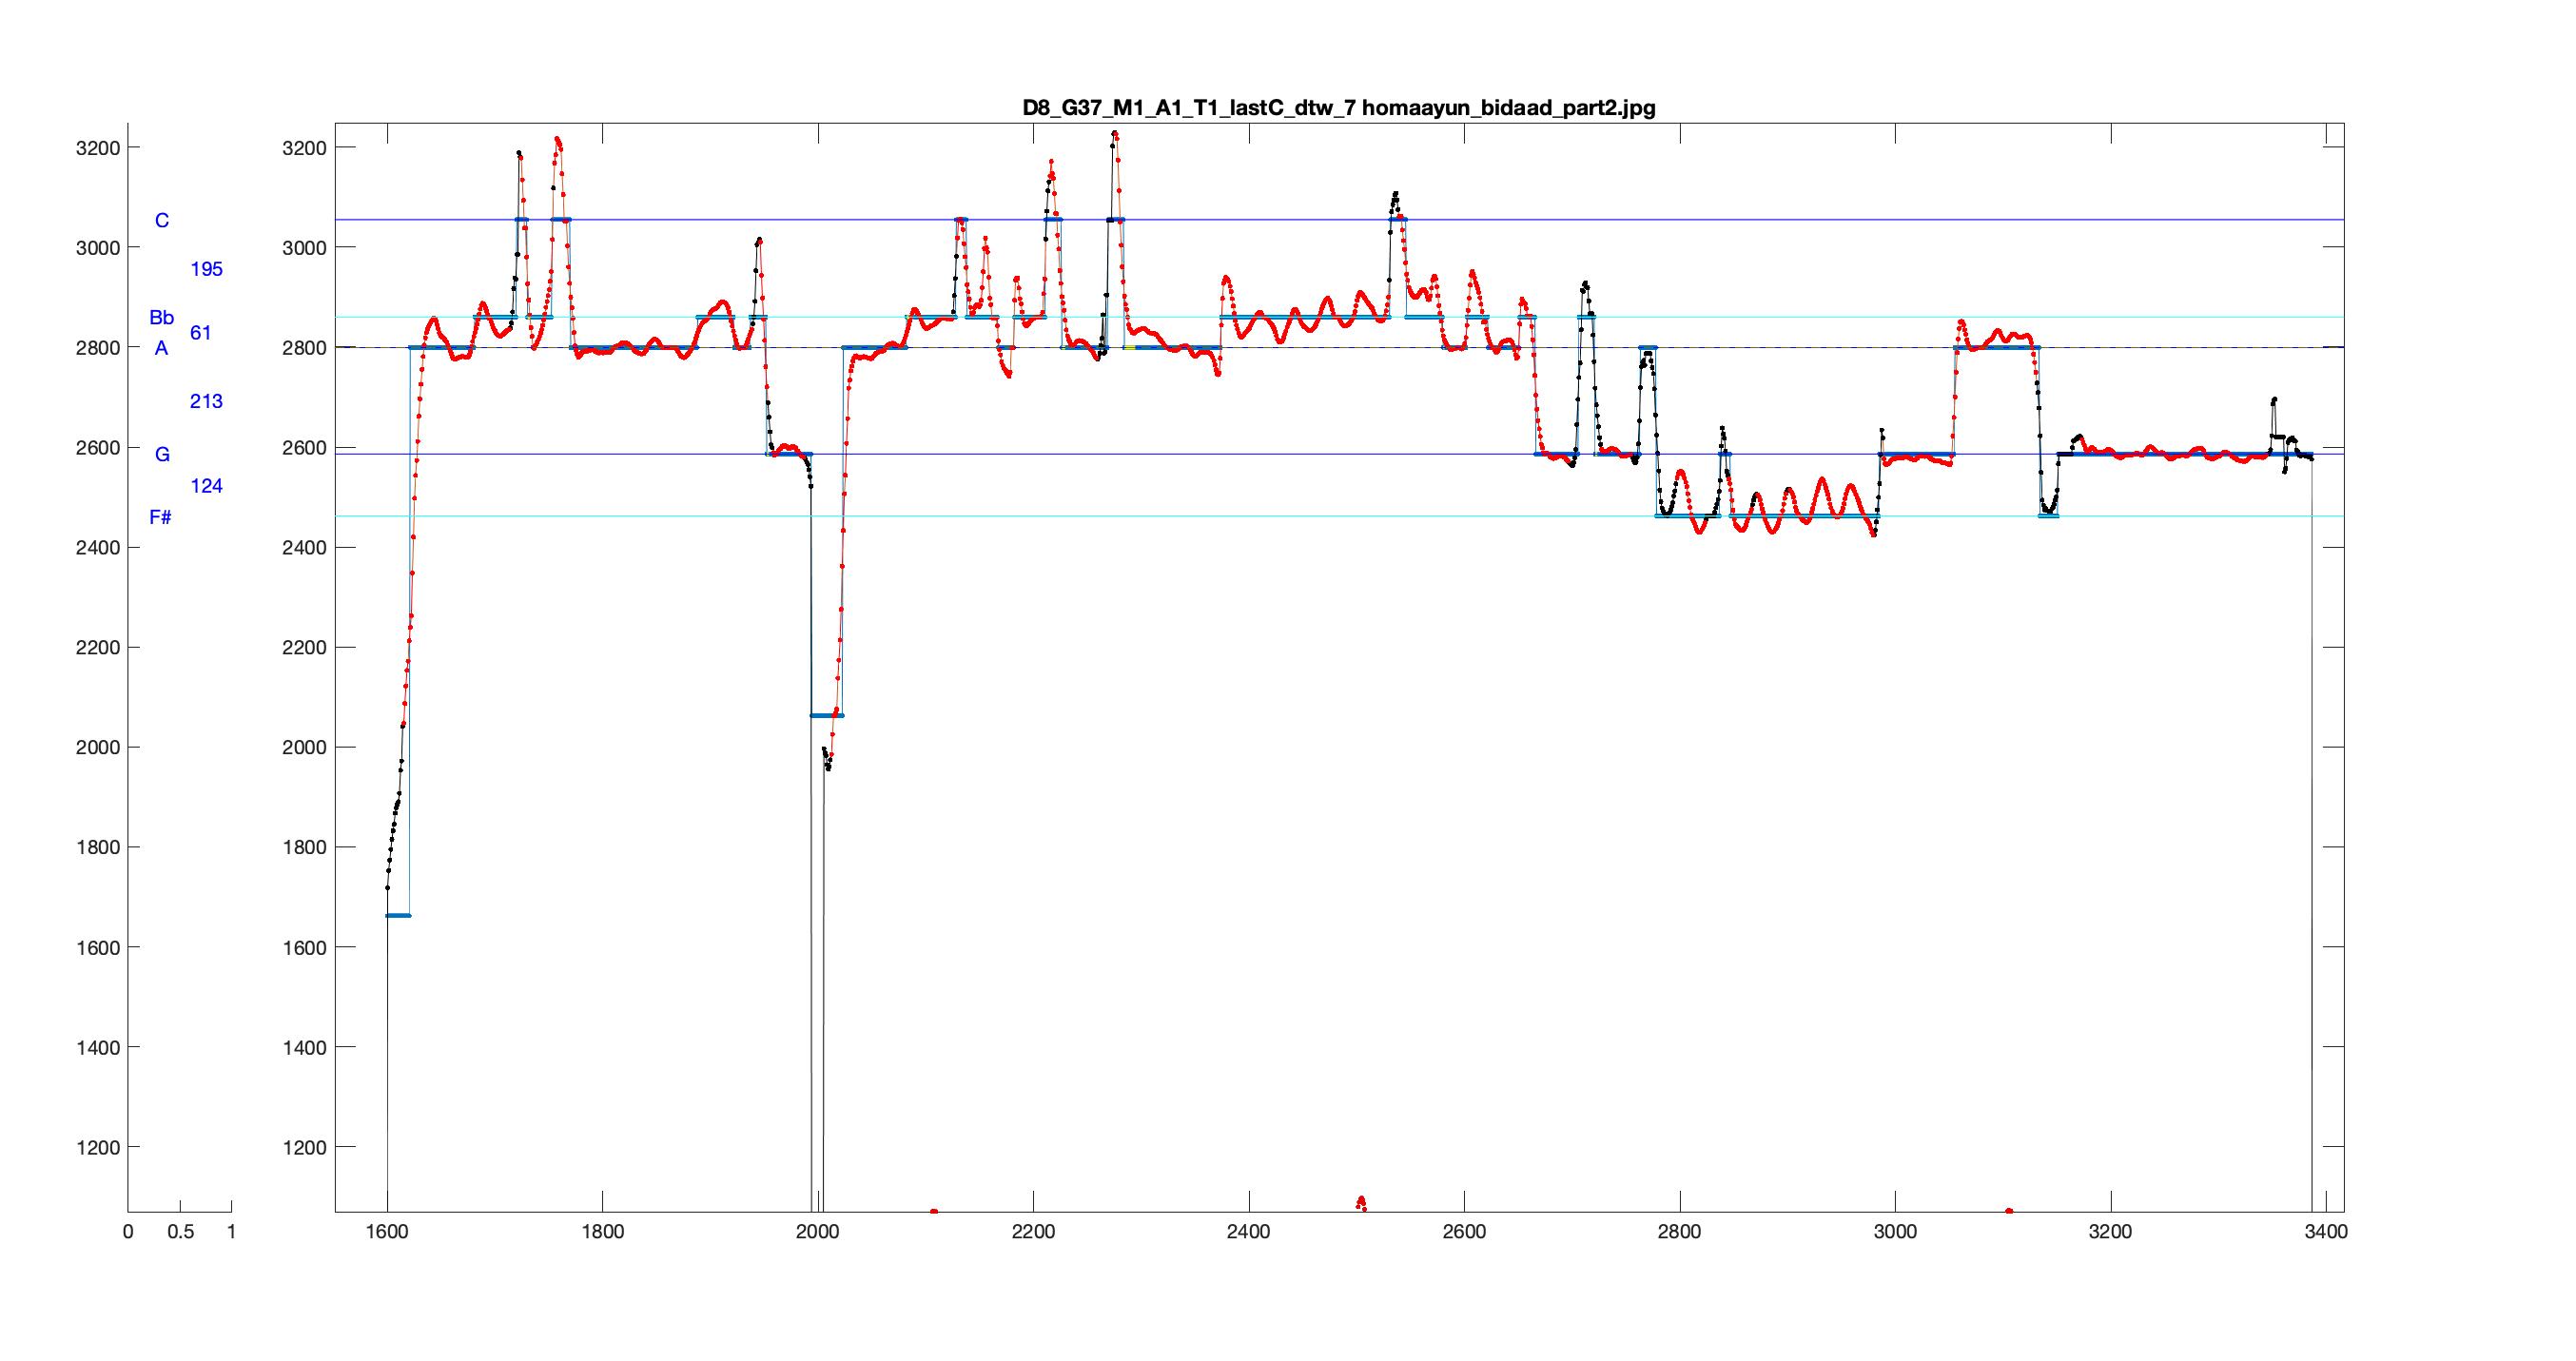 D8_G37_M1_A1_T1_lastC_dtw_7 homaayun_bidaad_part2.jpg
3200 3200
C
3000 3000
195
Bb
61
2800 A 2800
213
2600 2600
G
124
F#
2400 2400
2200 2200
2000 2000
1800 1800
1600 1600
1400 1400
1200 1200
0 0.5 1 1600 1800 2000 2200 2400 2600 2800 3000 3200 3400